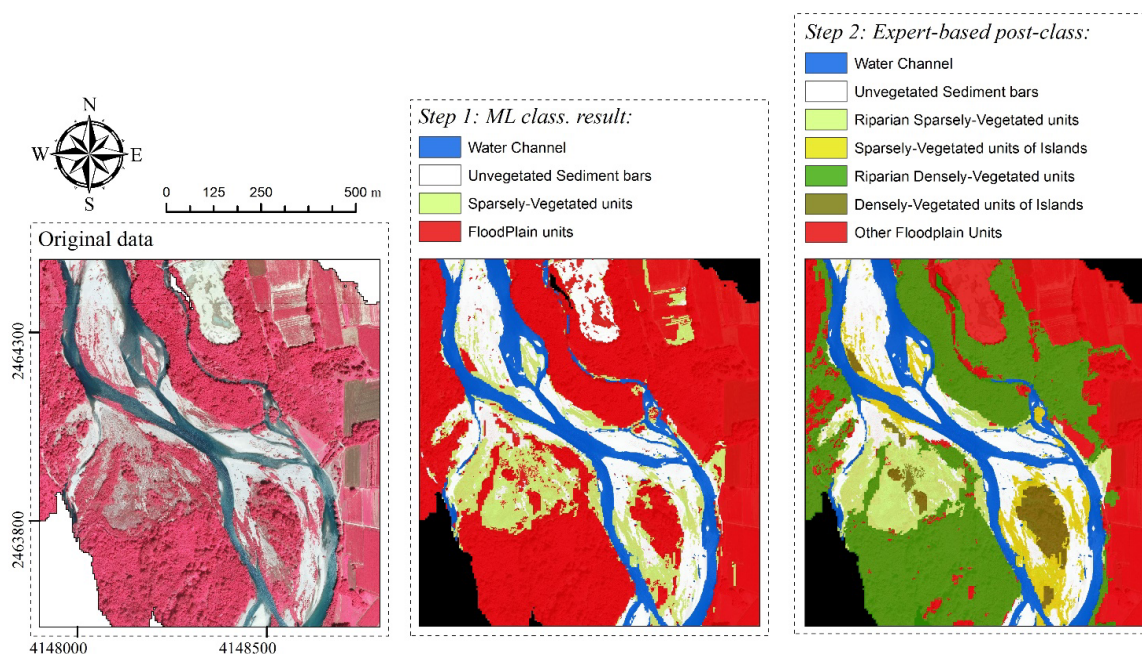 N
W E
S
0 125 250 500 m
Original data
2464300
2463800
4148000 4148500
Step 1: ML class. result:
Water Channel
Unvegetated Sediment bars
Sparsely-Vegetated units
FloodPlain units
Step 2: Expert-based post-class:
Water Channel
Unvegetated Sediment bars
Riparian Sparsely-Vegetated units
Sparsely-Vegetated units of Islands
Riparian Densely-Vegetated units
Densely-Vegetated units of Islands
Other Floodplain Units